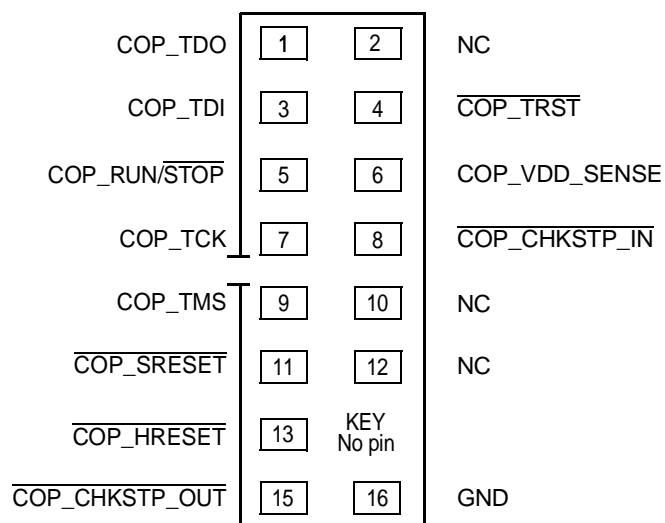 COP_TDO 1 2 NC
COP_TDI 3 4 COP_TRST
COP_RUN/STOP 5 6 COP_VDD_SENSE
COP_TCK 7 8 COP_CHKSTP_IN
COP_TMS 9 10 NC
COP_SRESET 11 12 NC
COP_HRESET 13 KEY
No pin
COP_CHKSTP_OUT 15 16 GND